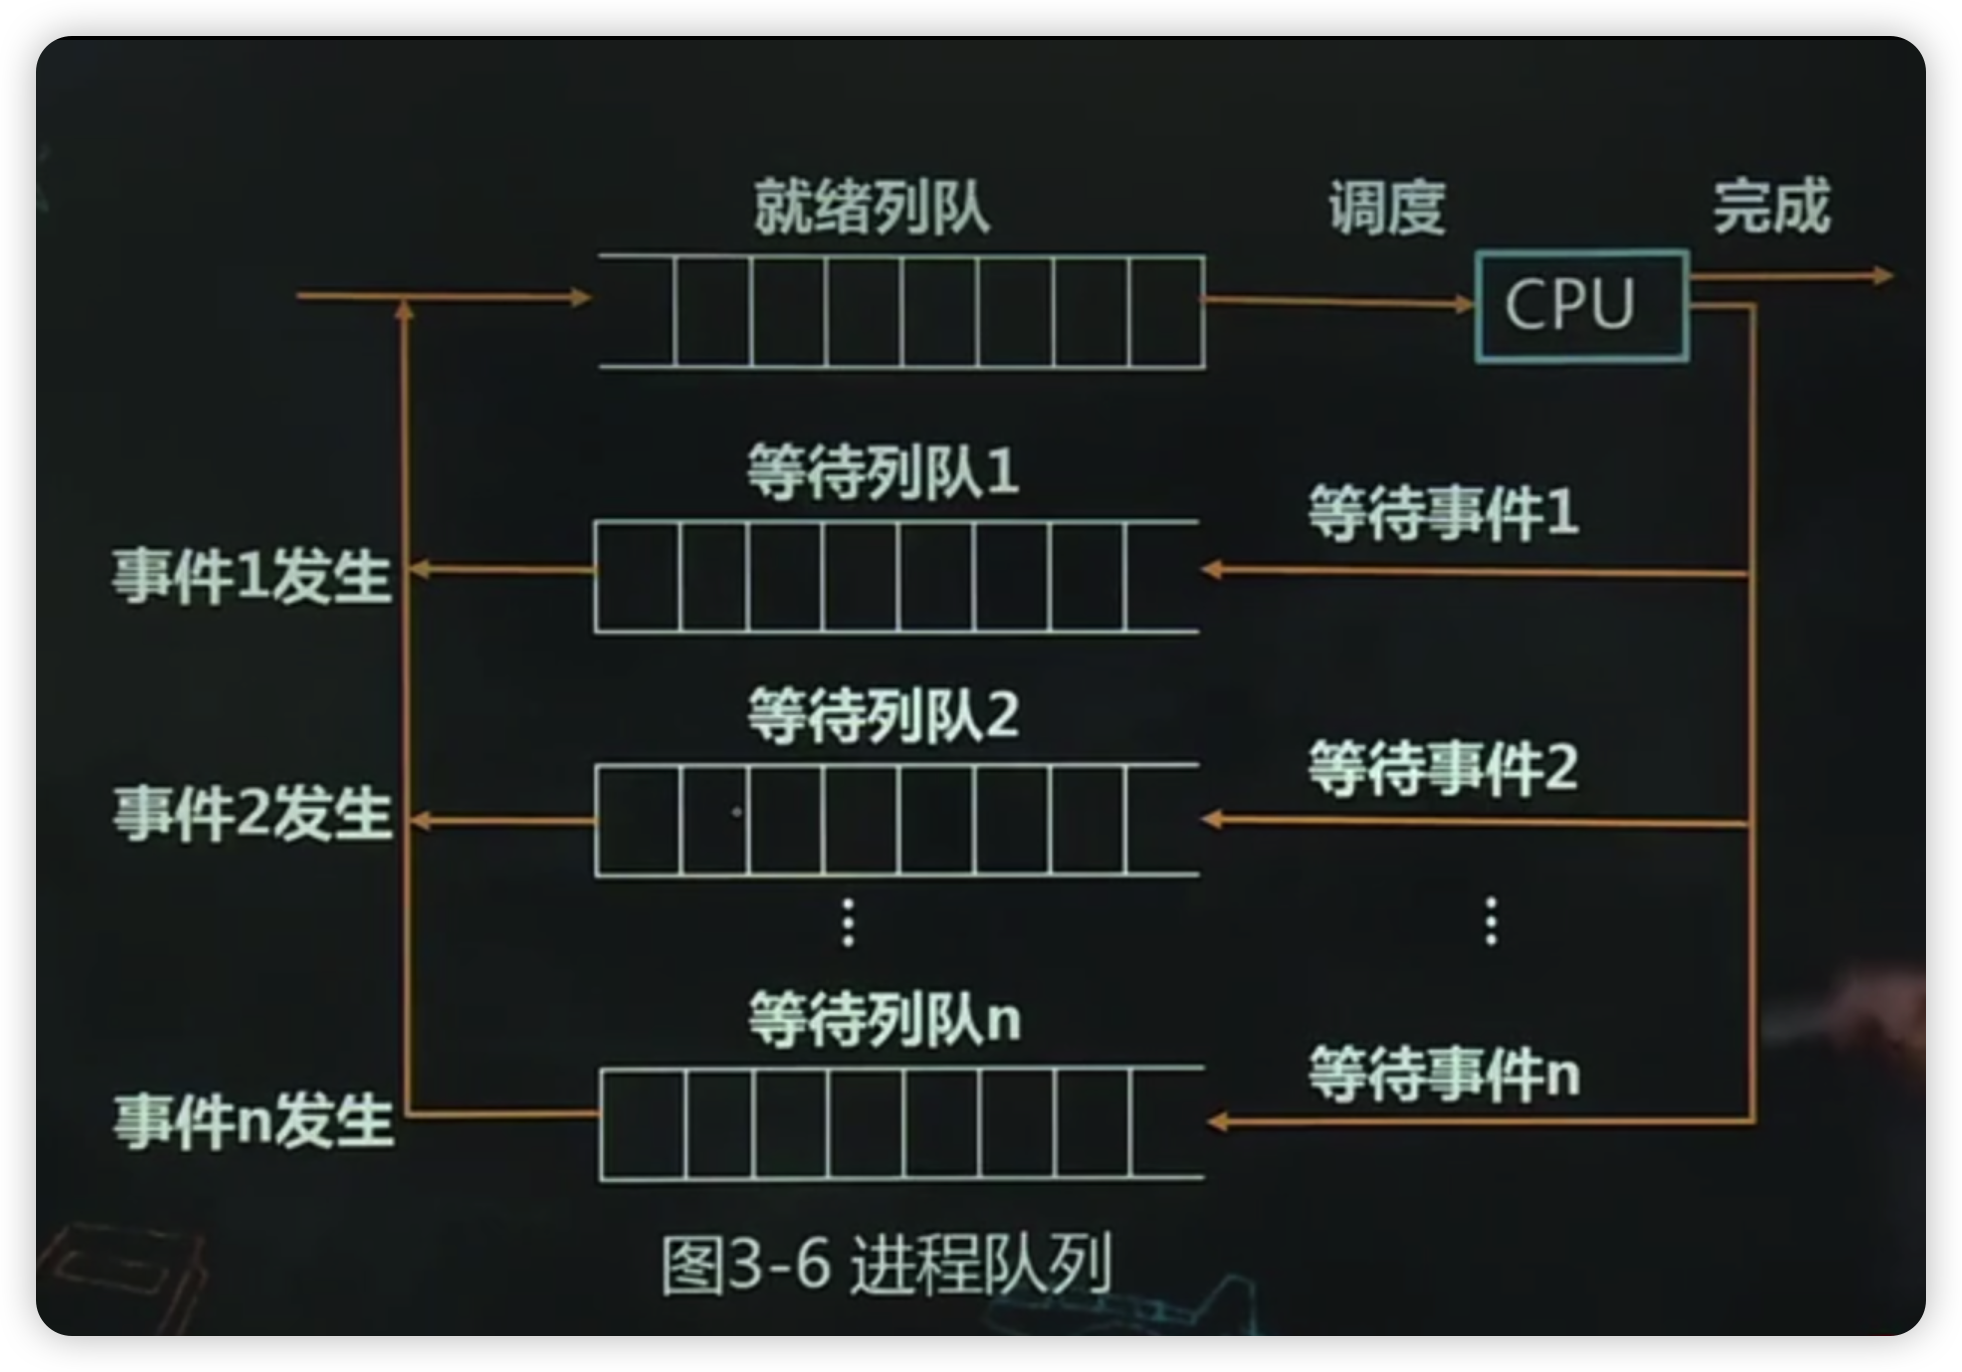 就绪列队
调度
完成
CPU
等待列队1
等待事件1
事件1发生
等待列队2
等待事件2
事件2发生
等待列队n
等待事件n
事件n发生
图3-6 进程队列